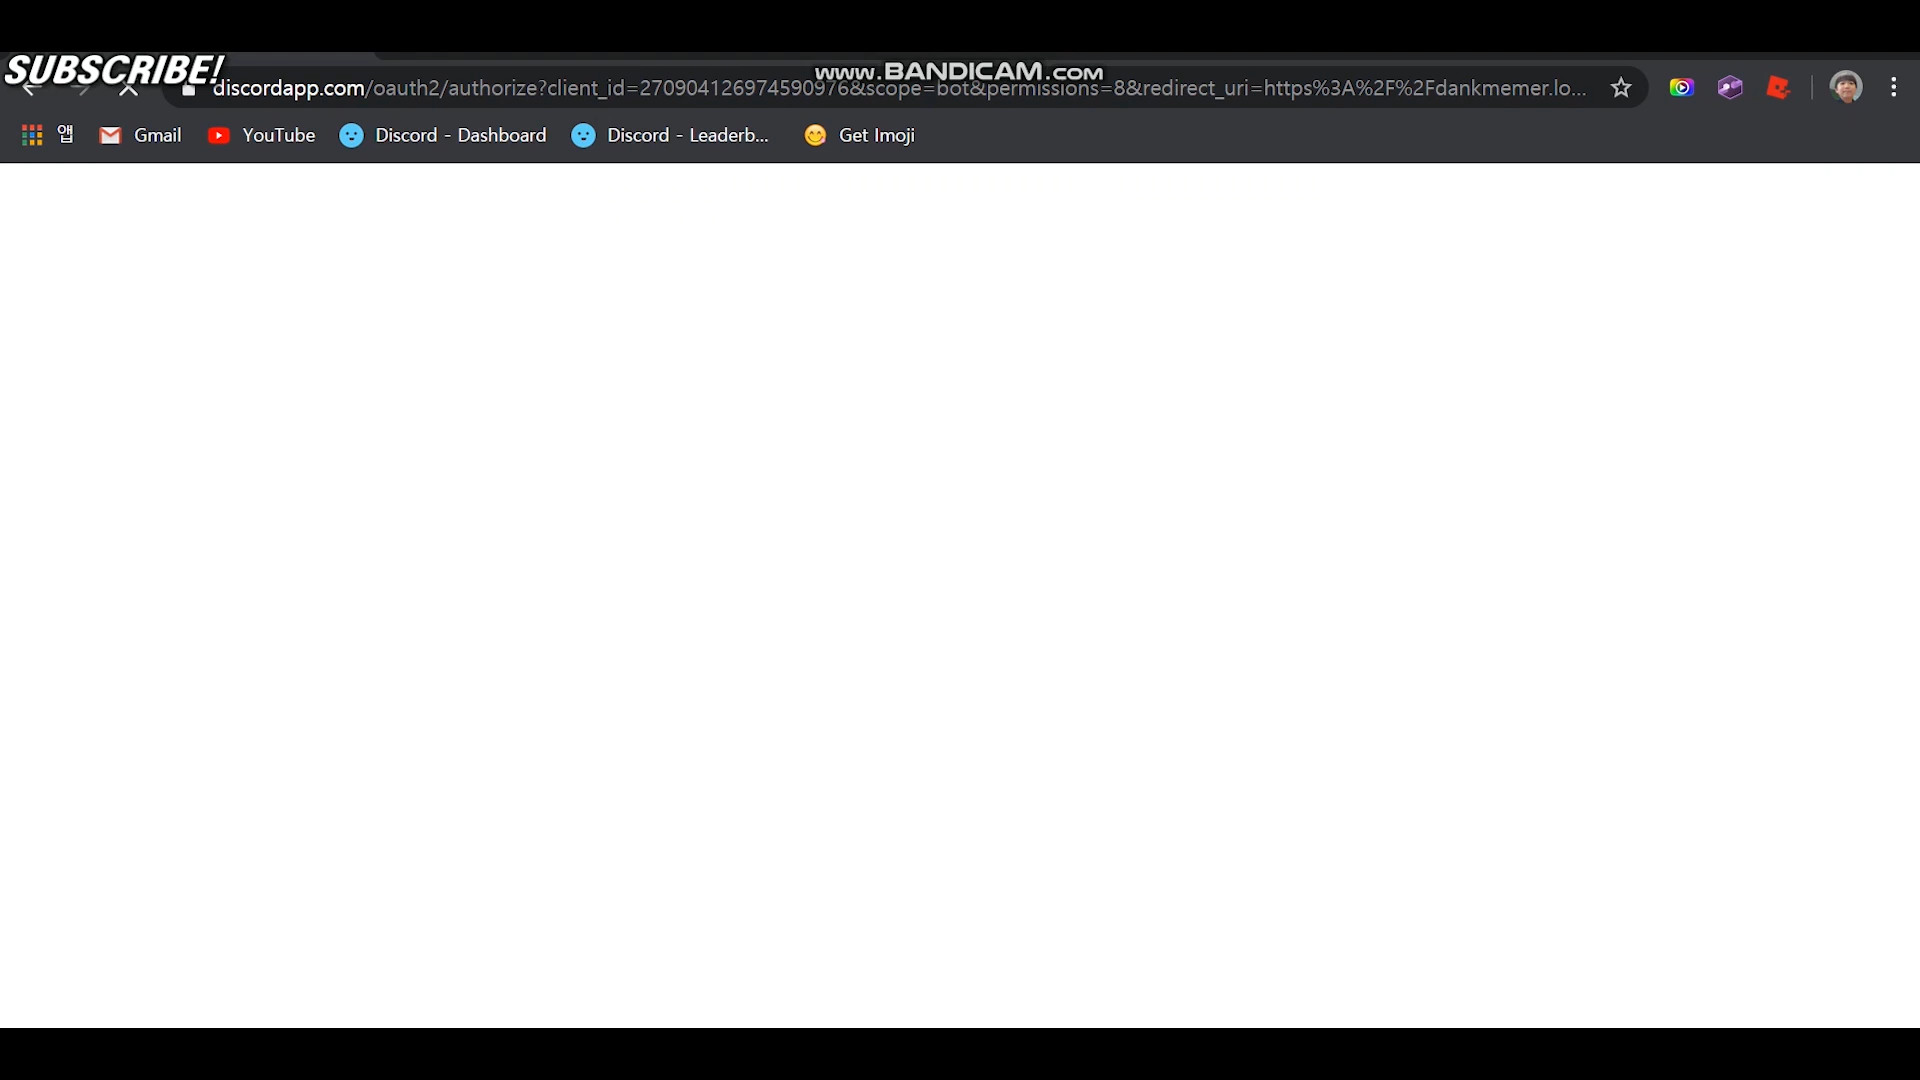 SUBSCRIBE!
www.BANDICAM.com
discordapp.com/oauth2/authorize?client_id=270904126974590976&scope=bot&permissions=8&redirect_uri=https%3A%2F%2Fdankmemer.lo...
앱 Gmail YouTube Discord - Dashboard Discord - Leaderb... Get Imoji